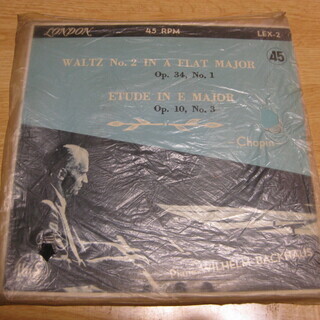 LONDON 45 RPM LEX-2
45
WALTZ No. 2 IN A FLAT MAJOR
Op. 34, No. 1
ETUDE IN E MAJOR
Op. 10, No. 3
Chopin
WILHELM BACKHAUS